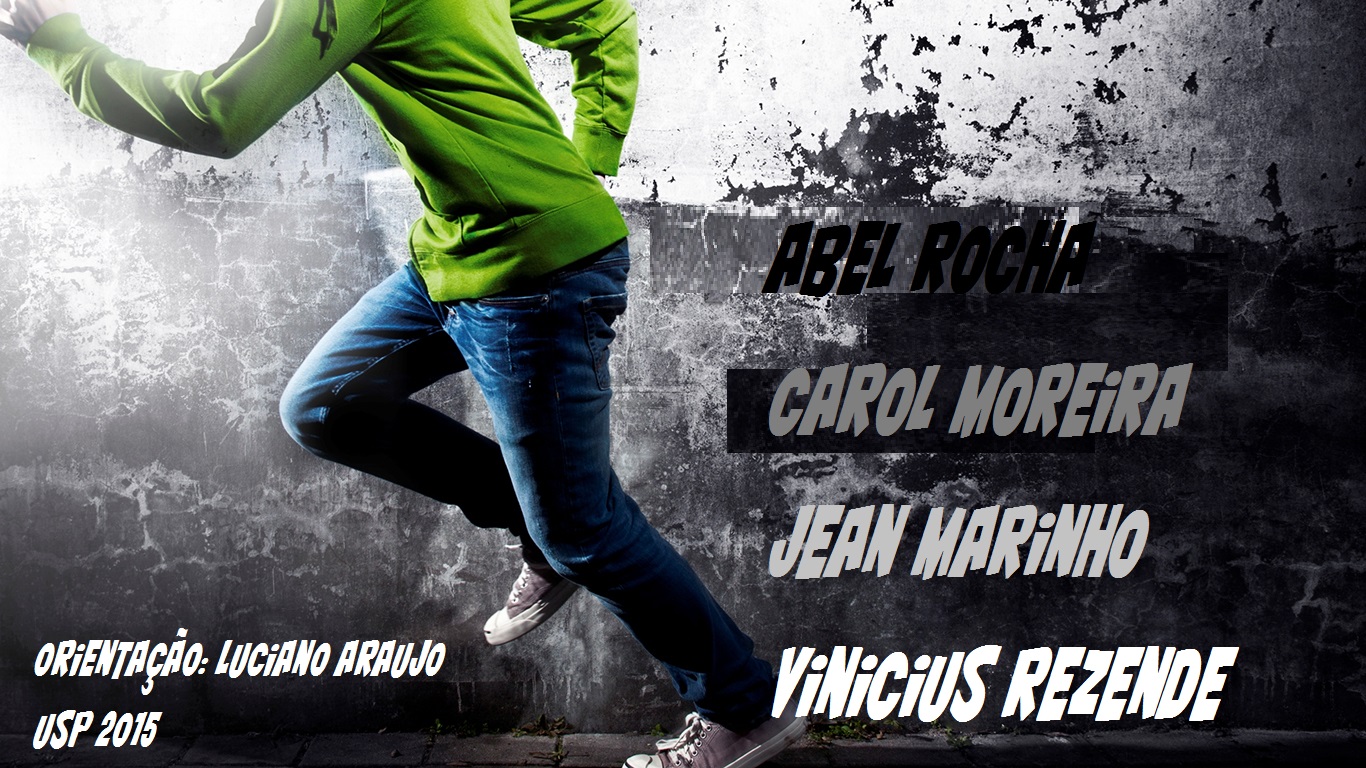 ABEL ROCHA
CAROL MOREiRA
JEAN MARiNHO
ViNiCiUS REZENDE
ORiENTAÇÃO: LUCiANO ARAUJO
USP 2015